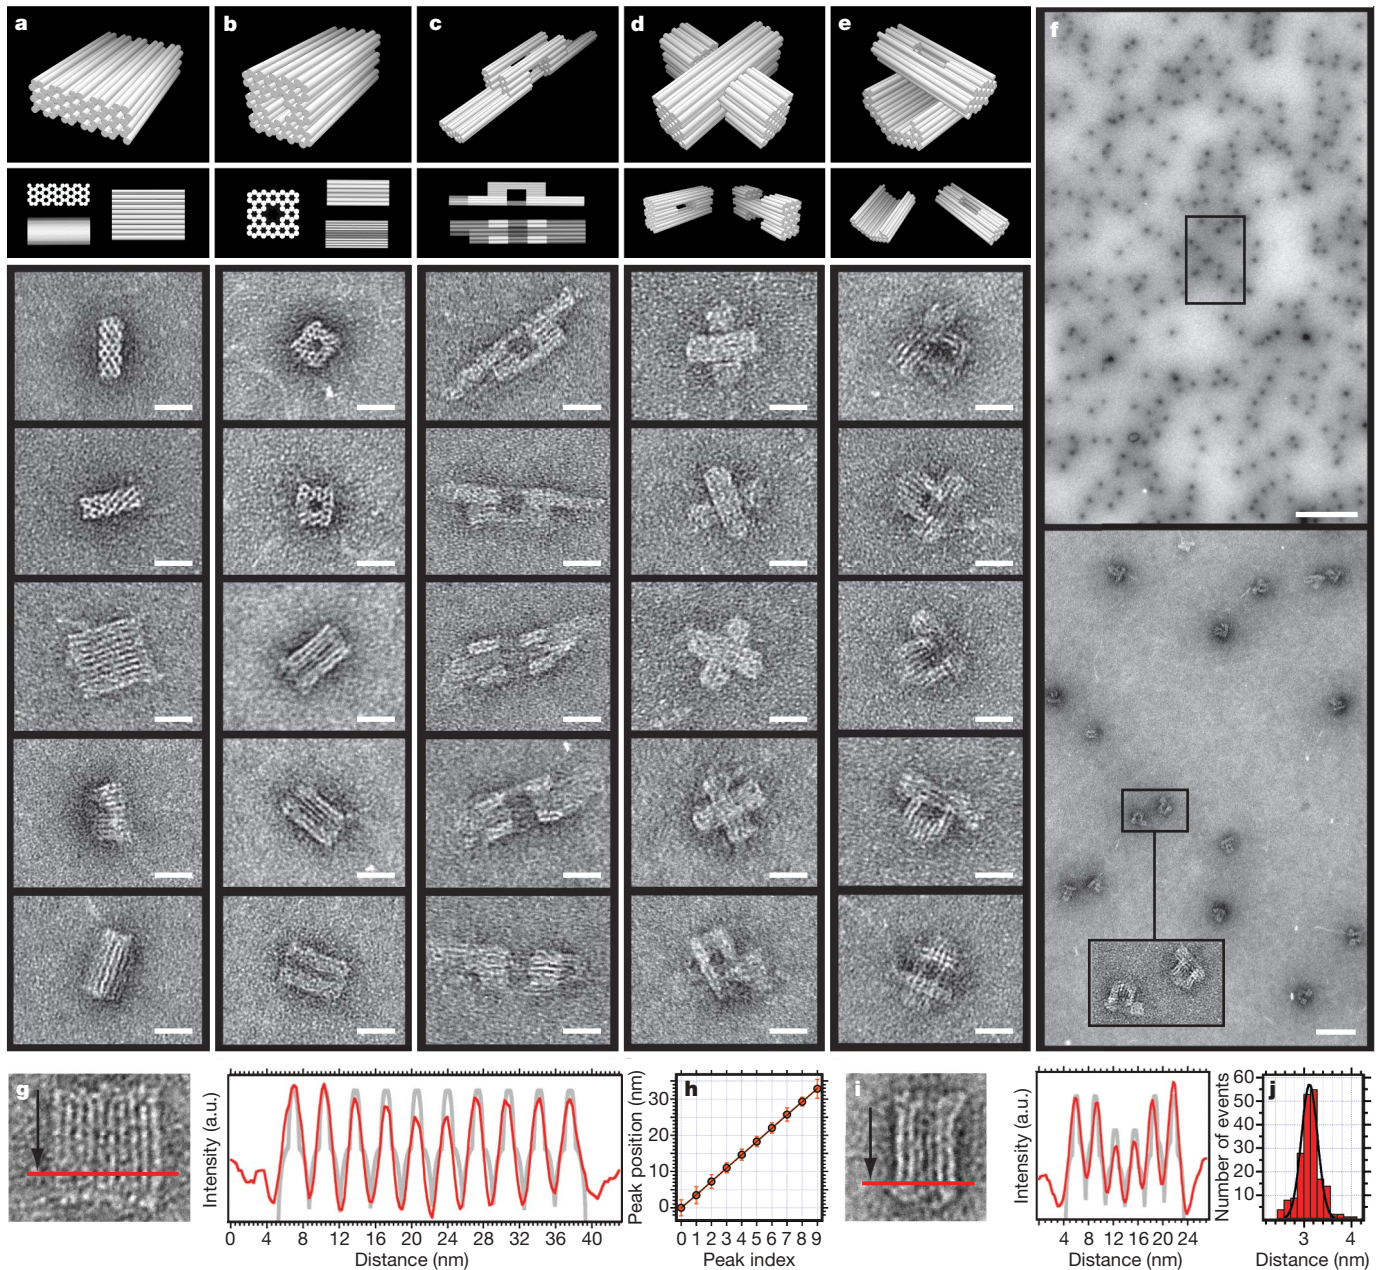 a
b
c
d
e
f
g
Intensity (a.u.)
0 4 8 12 16 20 24 28 32 36 40
Distance (nm)
h
Peak position (nm)
30
20
10
0
0 1 2 3 4 5 6 7 8 9
Peak index
i
Intensity (a.u.)
4 8 12 16 20 24
Distance (nm)
j
Number of events
60
50
40
30
20
10
3 4
Distance (nm)